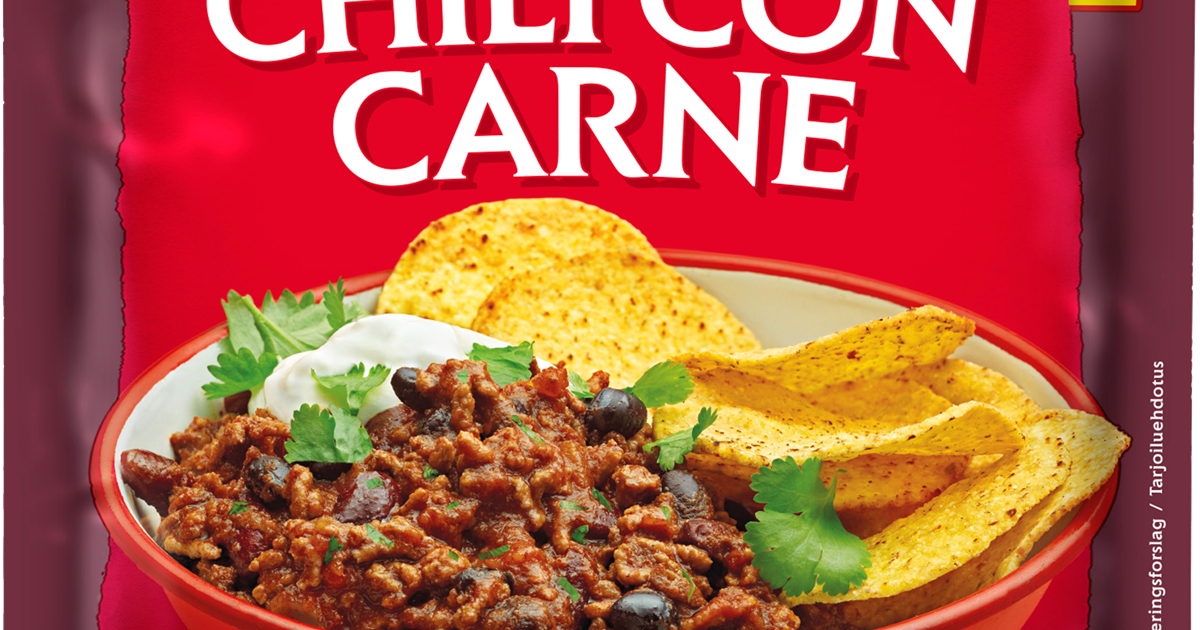 CHILI CON
CARNE
eringsforslag / Tarjoiluehdotus